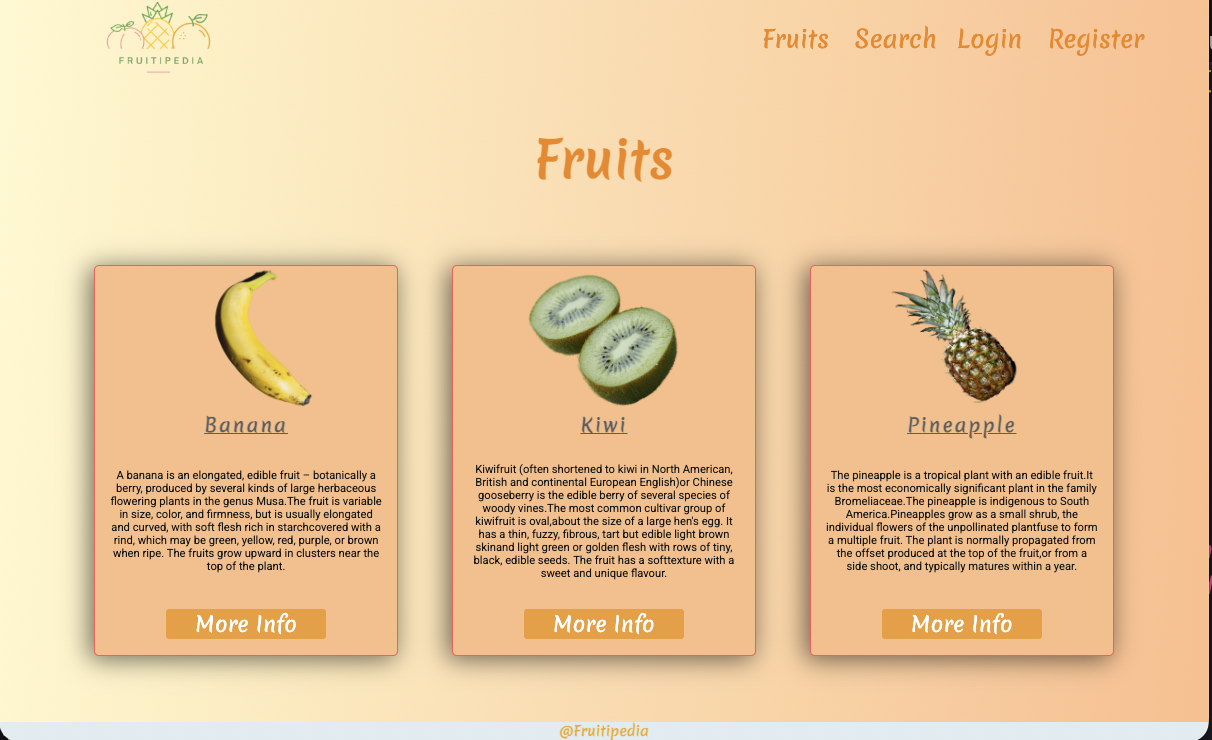 FRUITIPEDIA
Fruits Search Login Register
Fruits
Banana
A banana is an elongated, edible fruit – botanically a
berry, produced by several kinds of large herbaceous
flowering plants in the genus Musa.The fruit is variable
in size, color, and firmness, but is usually elongated
and curved, with soft flesh rich in starchcovered with a
rind, which may be green, yellow, red, purple, or brown
when ripe. The fruits grow upward in clusters near the
top of the plant.
More Info
Kiwi
Kiwifruit (often shortened to kiwi in North American,
British and continental European English)or Chinese
gooseberry is the edible berry of several species of
woody vines.The most common cultivar group of
kiwifruit is oval,about the size of a large hen's egg. It
has a thin, fuzzy, fibrous, tart but edible light brown
skinand light green or golden flesh with rows of tiny,
black, edible seeds. The fruit has a softtexture with a
sweet and unique flavour.
More Info
Pineapple
The pineapple is a tropical plant with an edible fruit.It
is the most economically significant plant in the family
Bromeliaceae.The pineapple is indigenous to South
America.Pineapples grow as a small shrub, the
individual flowers of the unpollinated plantfuse to form
a multiple fruit. The plant is normally propagated from
the offset produced at the top of the fruit,or from a
side shoot, and typically matures within a year.
More Info
@Fruitipedia